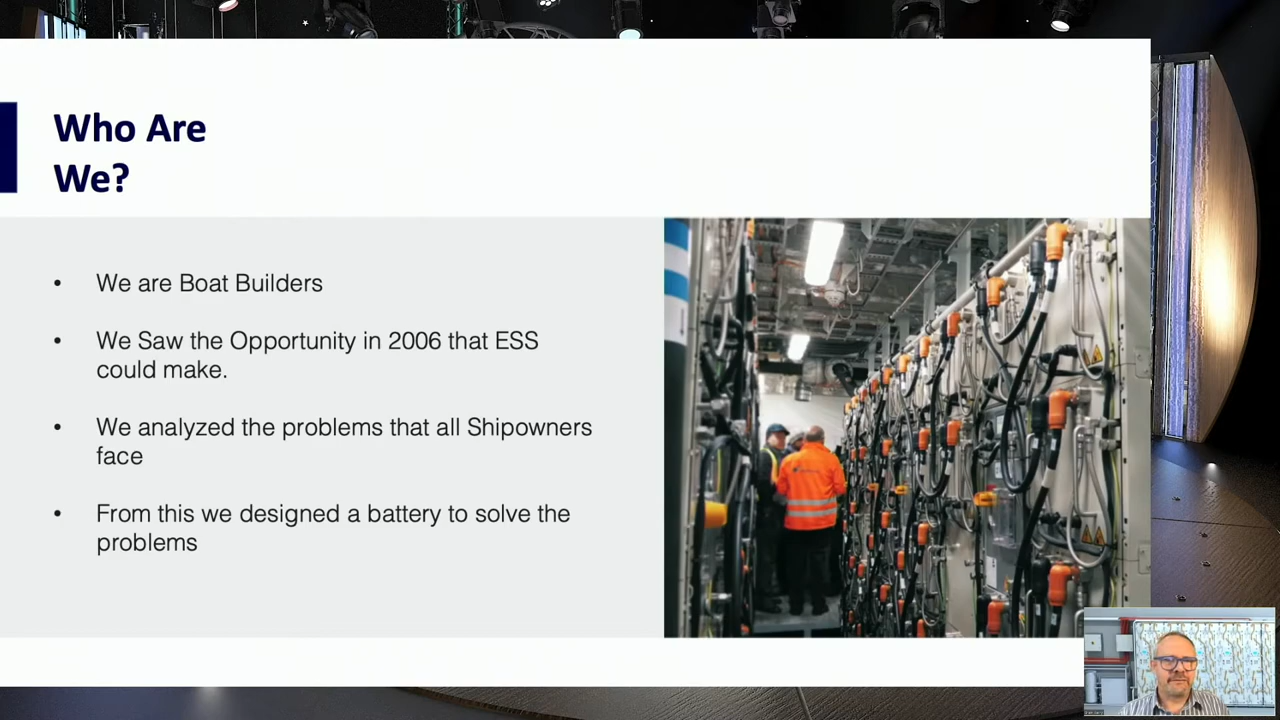 Who Are
We?
• We are Boat Builders
• We Saw the Opportunity in 2006 that ESS
could make.
• We analyzed the problems that all Shipowners
face
• From this we designed a battery to solve the
problems